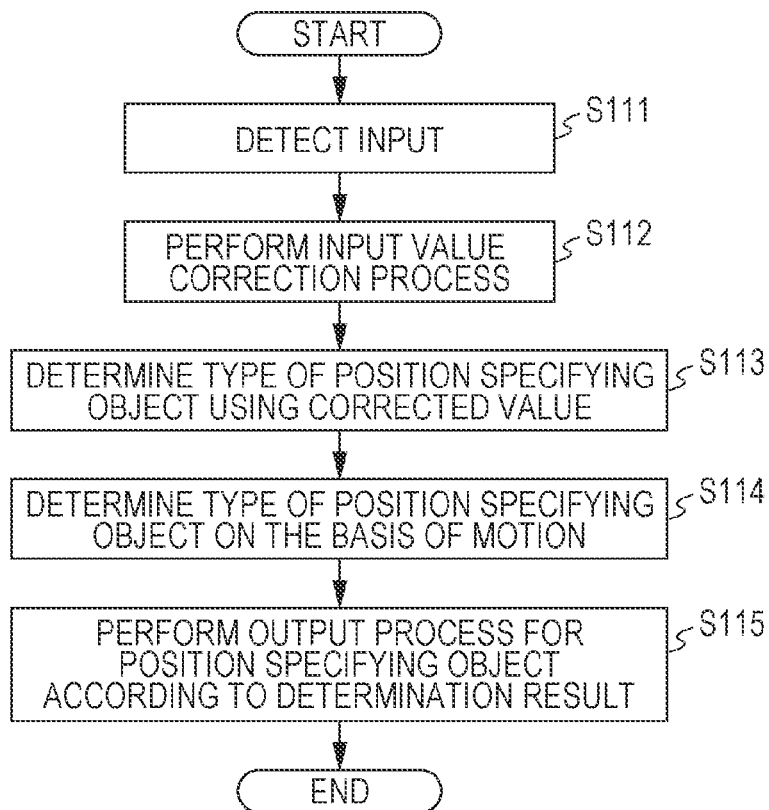 START
DETECT INPUT
S111
PERFORM INPUT VALUE
CORRECTION PROCESS
S112
DETERMINE TYPE OF POSITION SPECIFYING
OBJECT USING CORRECTED VALUE
S113
DETERMINE TYPE OF POSITION SPECIFYING
OBJECT ON THE BASIS OF MOTION
S114
PERFORM OUTPUT PROCESS FOR
POSITION SPECIFYING OBJECT
ACCORDING TO DETERMINATION RESULT
S115
END